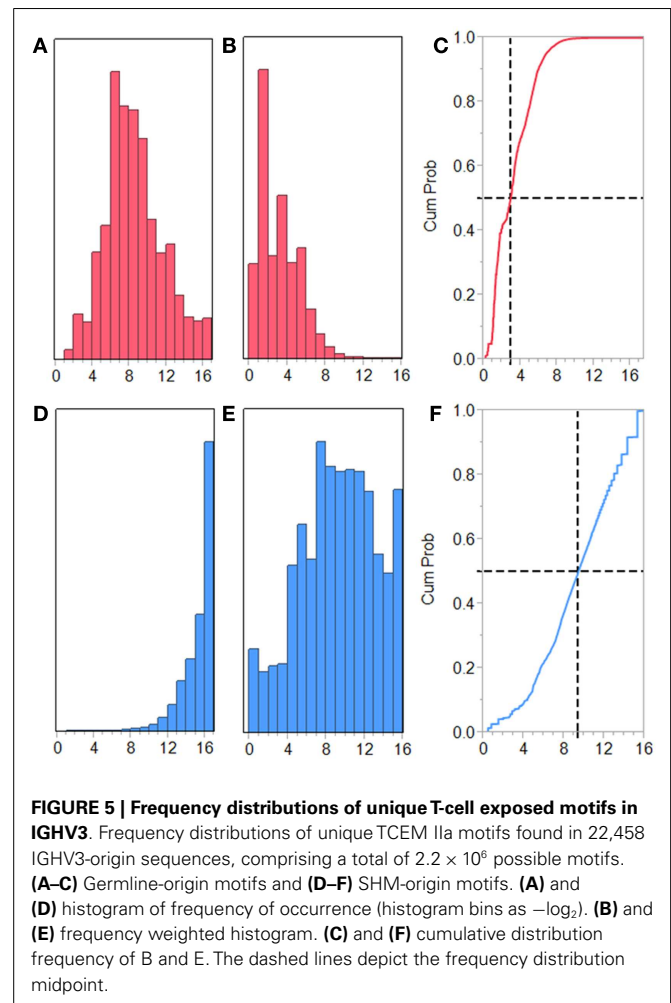 A
B
C
1.0
0.8
0.6
0.4
0.2
0.0
Cum Prob
0 4 8 12 16
0 4 8 12 16
0 4 8 12 16
D
E
F
1.0
0.8
0.6
0.4
0.2
0.0
Cum Prob
0 4 8 12 16
0 4 8 12 16
0 4 8 12 16
FIGURE 5 | Frequency distributions of unique T-cell exposed motifs in
IGHV3. Frequency distributions of unique TCEM IIa motifs found in 22,458
IGHV3-origin sequences, comprising a total of 2.2 × 10⁶ possible motifs.
(A–C) Germline-origin motifs and (D–F) SHM-origin motifs. (A) and
(D) histogram of frequency of occurrence (histogram bins as −log₂). (B) and
(E) frequency weighted histogram. (C) and (F) cumulative distribution
frequency of B and E. The dashed lines depict the frequency distribution
midpoint.